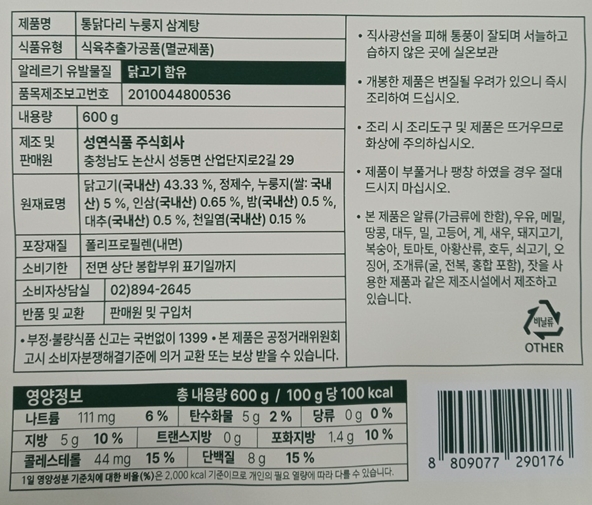 제품명 통닭다리 누룽지 삼계탕
식품유형 식육추출가공품(멸균제품)
알레르기 유발물질 닭고기 함유
품목제조보고번호 2010044800536
내용량 600 g
제조 및
판매원
성연식품 주식회사
충청남도 논산시 성동면 산업단지로2길 29
원재료명
닭고기(국내산) 43.33 %, 정제수, 누룽지(쌀: 국내
산) 5 %, 인삼(국내산) 0.65 %, 밤(국내산) 0.5 %,
대추(국내산) 0.5 %, 천일염(국내산) 0.15 %
포장재질 폴리프로필렌(내면)
소비기한 전면 상단 봉합부위 표기일까지
소비자상담실 02)894-2645
반품 및 교환 판매원 및 구입처
• 부정·불량식품 신고는 국번없이 1399 • 본 제품은 공정거래위원회
고시 소비자분쟁해결기준에 의거 교환 또는 보상 받을 수 있습니다.
• 직사광선을 피해 통풍이 잘되며 서늘하고
습하지 않은 곳에 실온보관
• 개봉한 제품은 변질될 우려가 있으니 즉시
조리하여 드십시오.
• 조리 시 조리도구 및 제품은 뜨거우므로
화상에 주의하십시오.
• 제품이 부풀거나 팽창 하였을 경우 절대
드시지 마십시오.
• 본 제품은 알류(가금류에 한함), 우유, 메밀,
땅콩, 대두, 밀, 고등어, 게, 새우, 돼지고기,
복숭아, 토마토, 아황산류, 호두, 쇠고기, 오
징어, 조개류(굴, 전복, 홍합 포함), 잣을 사
용한 제품과 같은 제조시설에서 제조하고
있습니다.
비닐류
OTHER
영양정보 총 내용량 600 g / 100 g 당 100 kcal
나트륨 111 mg 6 % 탄수화물 5 g 2 % 당류 0 g 0 %
지방 5 g 10 % 트랜스지방 0 g 포화지방 1.4 g 10 %
콜레스테롤 44 mg 15 % 단백질 8 g 15 %
1일 영양성분 기준치에 대한 비율(%)은 2,000 kcal 기준이므로 개인의 필요 열량에 따라 다를 수 있습니다.
8 809077 290176